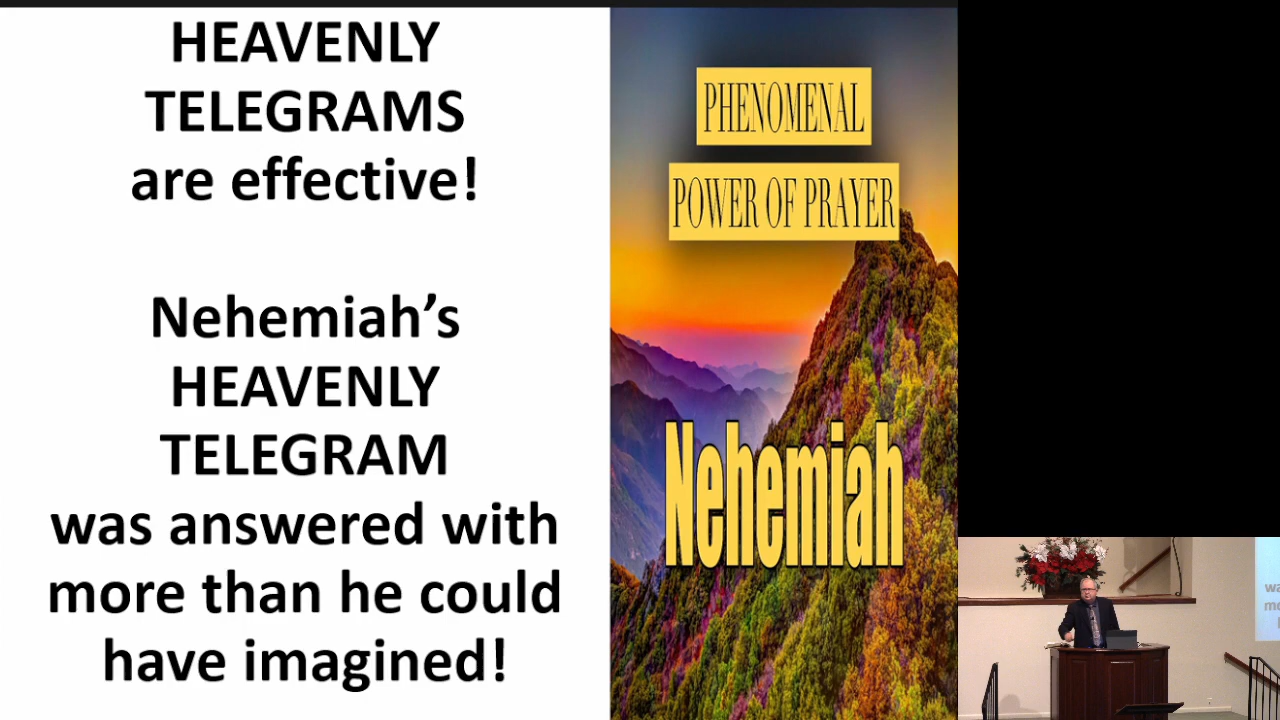 HEAVENLY
TELEGRAMS
are effective!
Nehemiah’s
HEAVENLY
TELEGRAM
was answered with
more than he could
have imagined!
PHENOMENAL
POWER OF PRAYER
Nehemiah